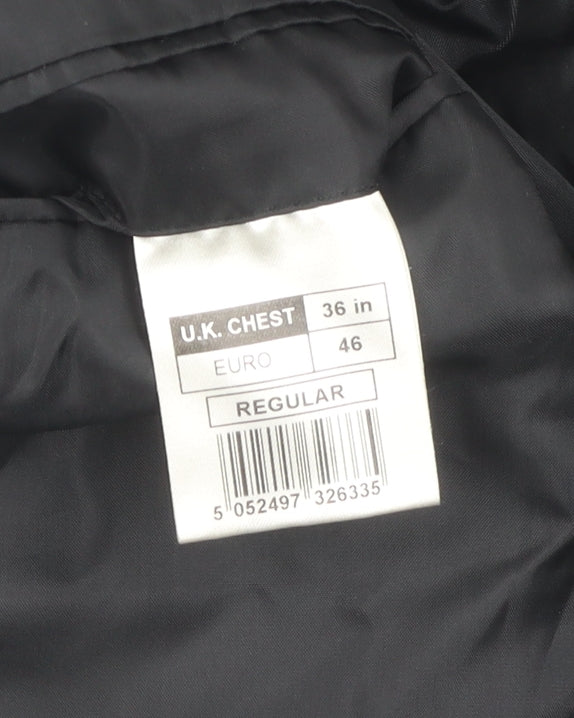 U.K. CHEST 36 in
EURO 46
REGULAR
5 052497 326335